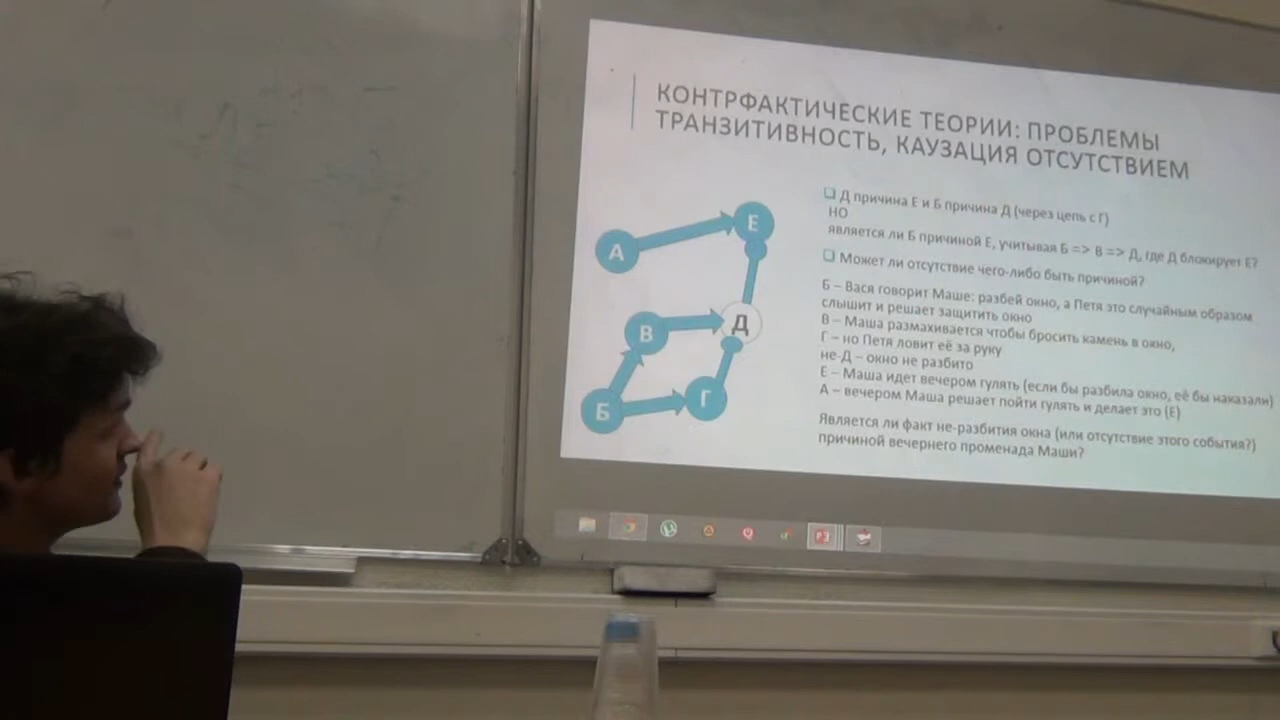 КОНТРФАКТИЧЕСКИЕ ТЕОРИИ: ПРОБЛЕМЫ
ТРАНЗИТИВНОСТЬ, КАУЗАЦИЯ ОТСУТСТВИЕМ
А
Е
В
Д
Б
Г
Д причина Е и Б причина Д (через цепь с Г)
НО
является ли Б причиной Е, учитывая Б => В => Д, где Д блокирует Е?
Может ли отсутствие чего-либо быть причиной?
Б – Вася говорит Маше: разбей окно, а Петя это случайным образом
слышит и решает защитить окно
В – Маша размахивается чтобы бросить камень в окно,
Г – но Петя ловит её за руку
не-Д – окно не разбито
Е – Маша идет вечером гулять (если бы разбила окно, её бы наказали)
А – вечером Маша решает пойти гулять и делает это (Е)
Является ли факт не-разбития окна (или отсутствие этого события?)
причиной вечернего променада Маши?